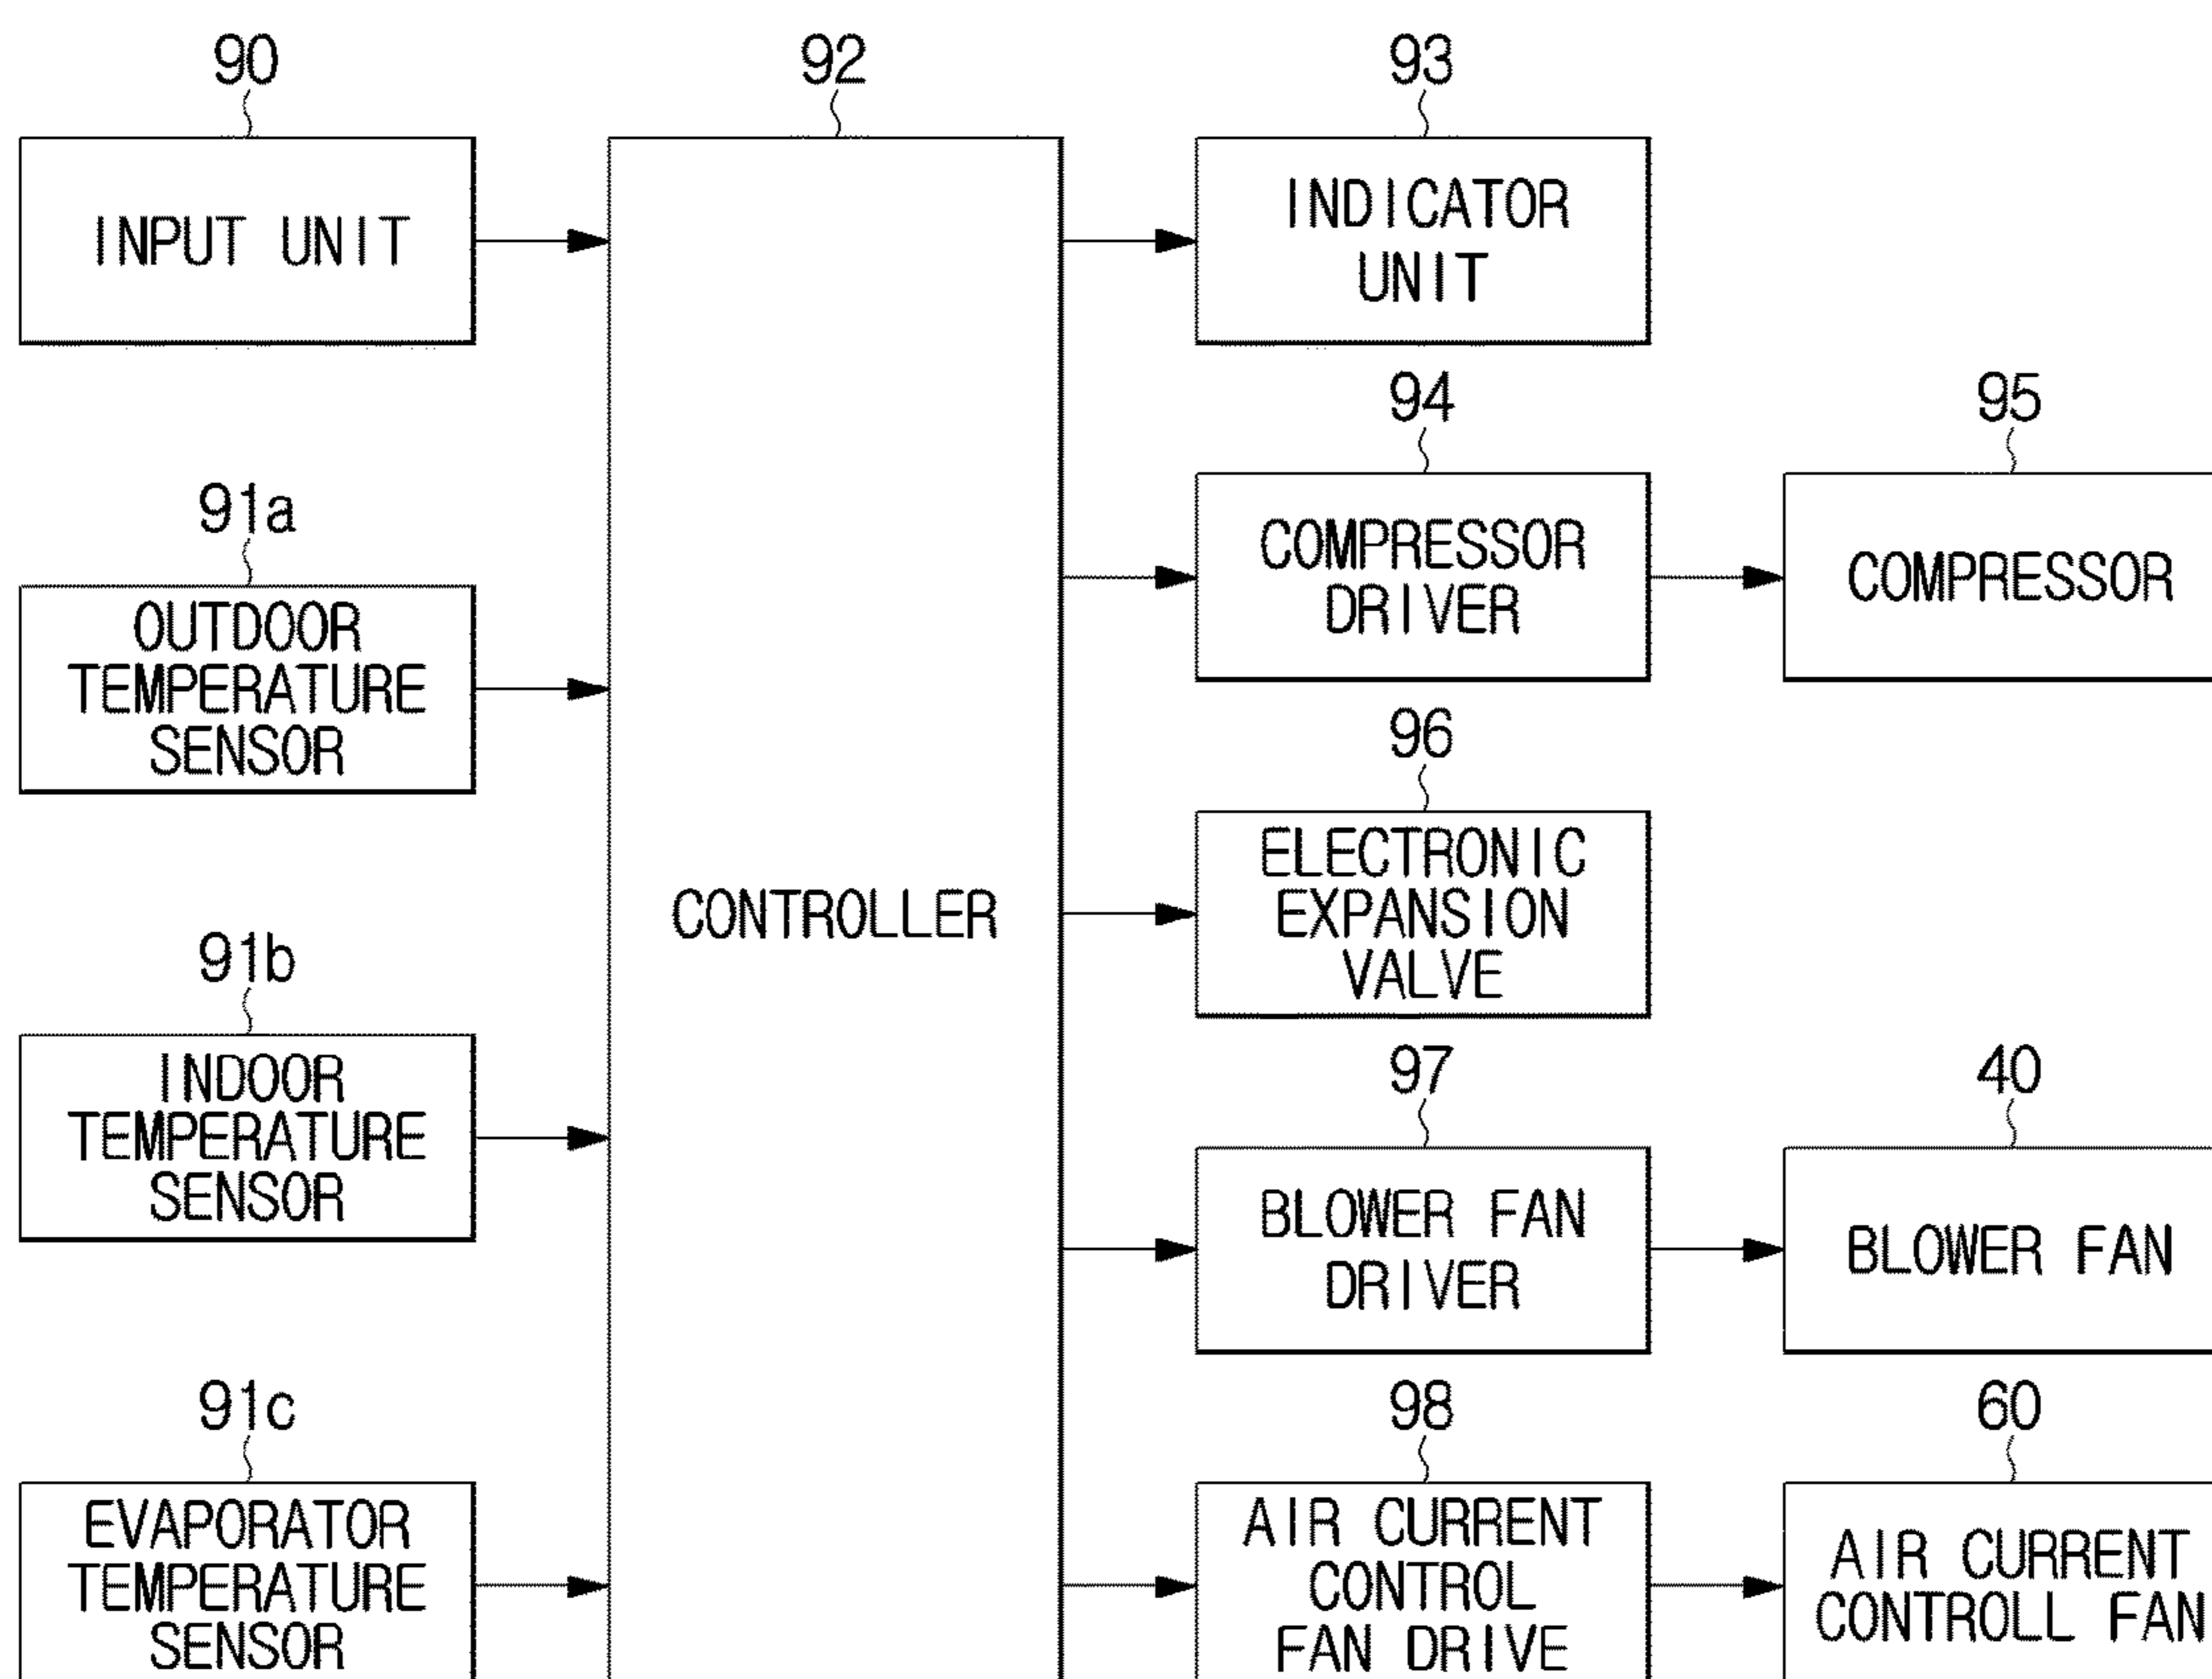 90
INPUT UNIT
91a
OUTDOOR
TEMPERATURE
SENSOR
91b
INDOOR
TEMPERATURE
SENSOR
91c
EVAPORATOR
TEMPERATURE
SENSOR
92
CONTROLLER
93
INDICATOR
UNIT
94
COMPRESSOR
DRIVER
95
COMPRESSOR
96
ELECTRONIC
EXPANSION
VALVE
97
BLOWER FAN
DRIVER
40
BLOWER FAN
98
AIR CURRENT
CONTROL
FAN DRIVE
60
AIR CURRENT
CONTROLL FAN